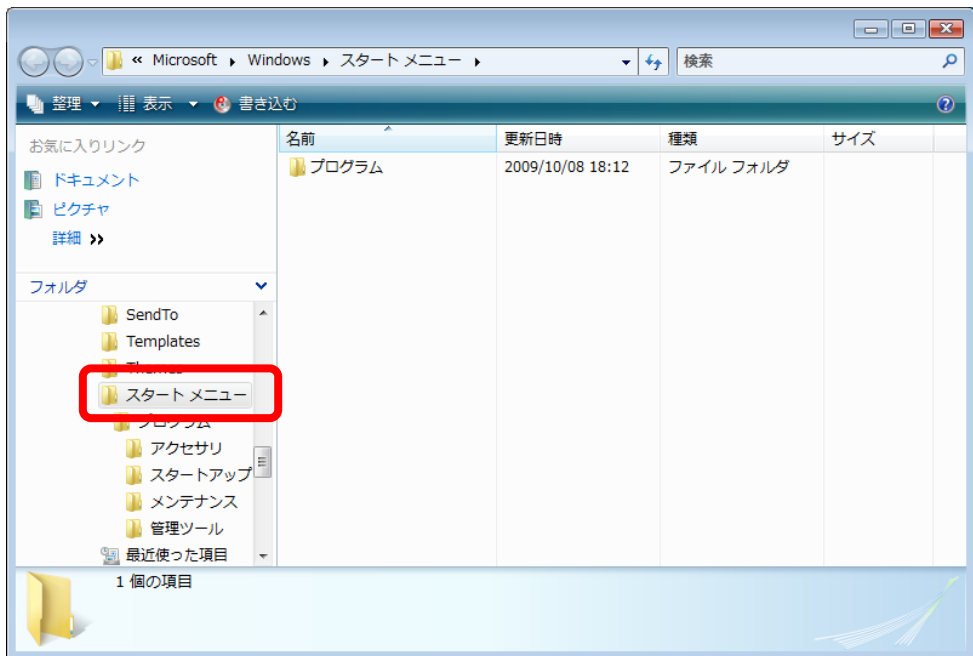 « Microsoft ▸ Windows ▸ スタート メニュー ▸
検索
整理 表示 書き込む
お気に入りリンク
ドキュメント
ピクチャ
詳細 »
フォルダ
SendTo
Templates
Themes
スタート メニュー
プログラム
アクセサリ
スタートアップ
メンテナンス
管理ツール
最近使った項目
名前 更新日時 種類 サイズ
プログラム 2009/10/08 18:12 ファイル フォルダ
1 個の項目